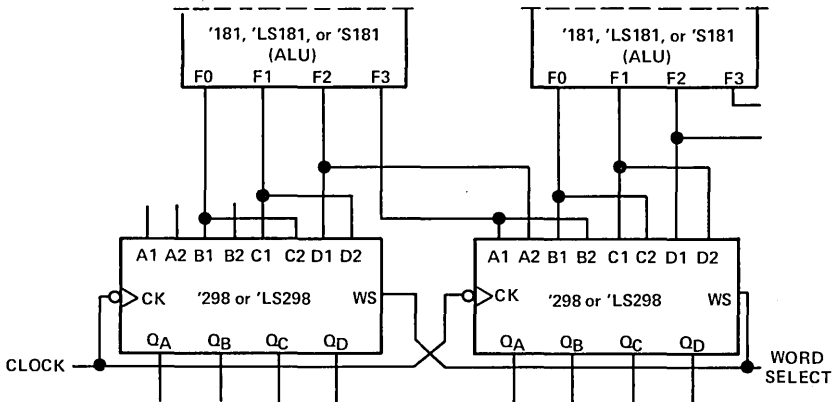 '181, 'LS181, or 'S181
(ALU)
F0 F1 F2 F3
'181, 'LS181, or 'S181
(ALU)
F0 F1 F2 F3
A1 A2 B1 B2 C1 C2 D1 D2
CK '298 or 'LS298 WS
QA QB QC QD
A1 A2 B1 B2 C1 C2 D1 D2
CK '298 or 'LS298 WS
QA QB QC QD
CLOCK
WORD
SELECT